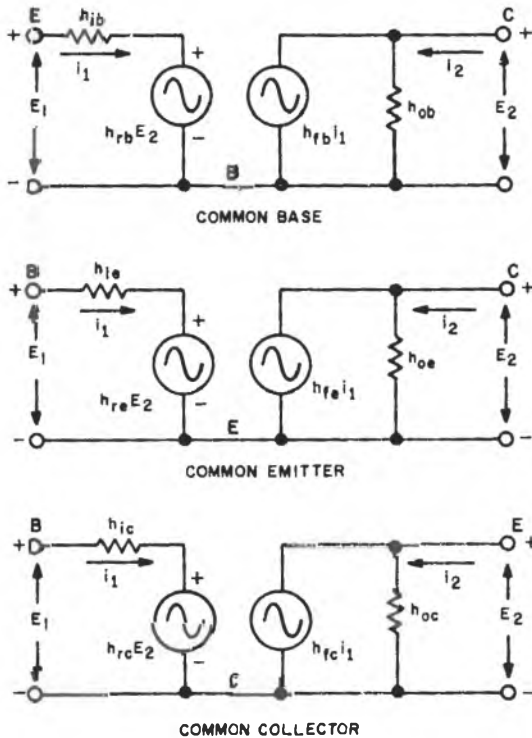 E h_ib C
+ + +
i_1 i_2
E_1 h_rb E_2 h_fb i_1 h_ob E_2
- - B -
COMMON BASE
B h_ie C
+ + +
i_1 i_2
E_1 h_re E_2 h_fe i_1 h_oe E_2
- - E -
COMMON EMITTER
B h_ic E
+ + +
i_1 i_2
E_1 h_rc E_2 h_fc i_1 h_oc E_2
- - C -
COMMON COLLECTOR